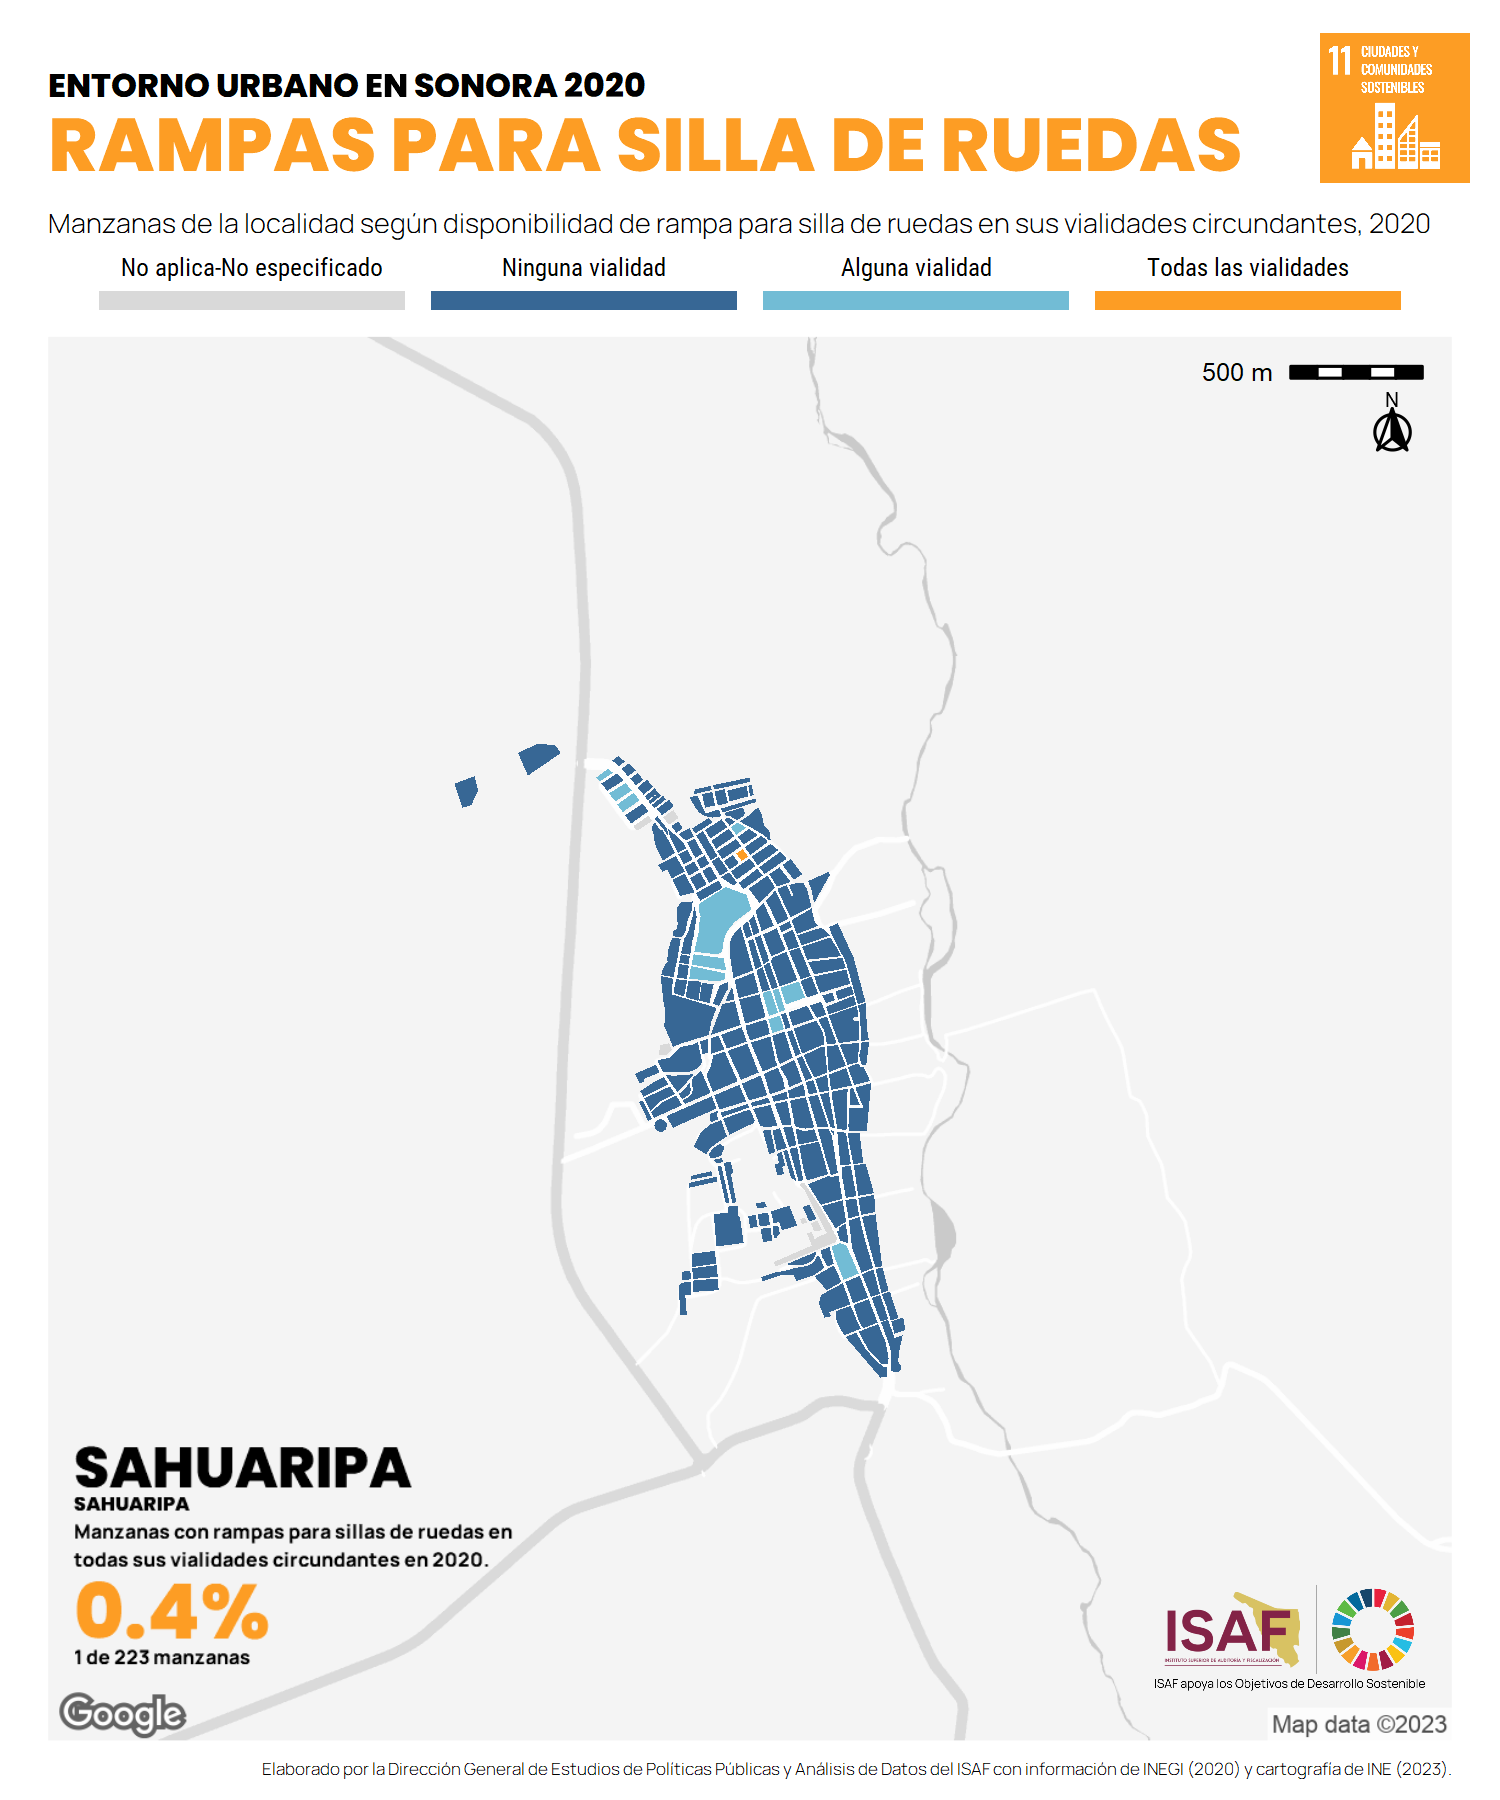 ENTORNO URBANO EN SONORA 2020
RAMPAS PARA SILLA DE RUEDAS
11 CIUDADES Y
COMUNIDADES
SOSTENIBLES
Manzanas de la localidad según disponibilidad de rampa para silla de ruedas en sus vialidades circundantes, 2020
No aplica-No especificado
Ninguna vialidad
Alguna vialidad
Todas las vialidades
500 m
N
SAHUARIPA
SAHUARIPA
Manzanas con rampas para sillas de ruedas en
todas sus vialidades circundantes en 2020.
0.4%
1 de 223 manzanas
Google
ISAF
INSTITUTO SUPERIOR DE AUDITORÍA Y FISCALIZACIÓN
ISAF apoya los Objetivos de Desarrollo Sostenible
Map data ©2023
Elaborado por la Dirección General de Estudios de Políticas Públicas y Análisis de Datos del ISAF con información de INEGI (2020) y cartografía de INE (2023).